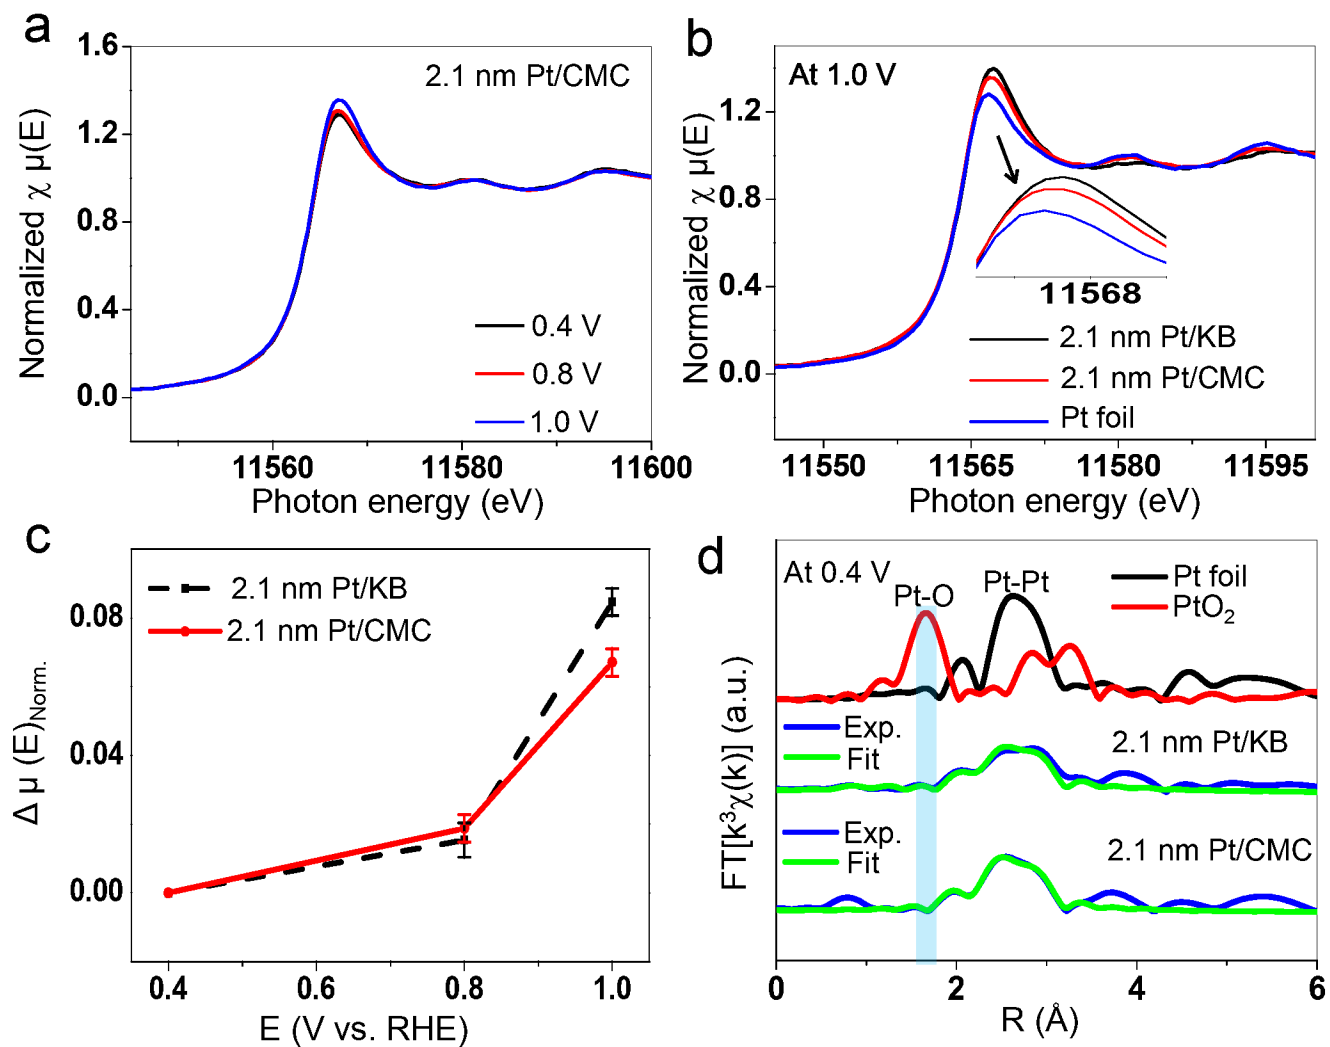 a
1.6
1.2
0.8
0.4
0.0
Normalized χ μ(E)
2.1 nm Pt/CMC
0.4 V
0.8 V
1.0 V
11560
11580
11600
Photon energy (eV)
b
At 1.0 V
1.2
0.8
0.4
0.0
Normalized χ μ(E)
11568
2.1 nm Pt/KB
2.1 nm Pt/CMC
Pt foil
11550
11565
11580
11595
Photon energy (eV)
c
2.1 nm Pt/KB
2.1 nm Pt/CMC
0.08
0.04
0.00
Δ μ (E)Norm.
0.4
0.6
0.8
1.0
E (V vs. RHE)
d
At 0.4 V
Pt-O
Pt-Pt
Pt foil
PtO₂
Exp.
Fit
2.1 nm Pt/KB
Exp.
Fit
2.1 nm Pt/CMC
FT[k³χ(k)] (a.u.)
0
2
4
6
R (Å)